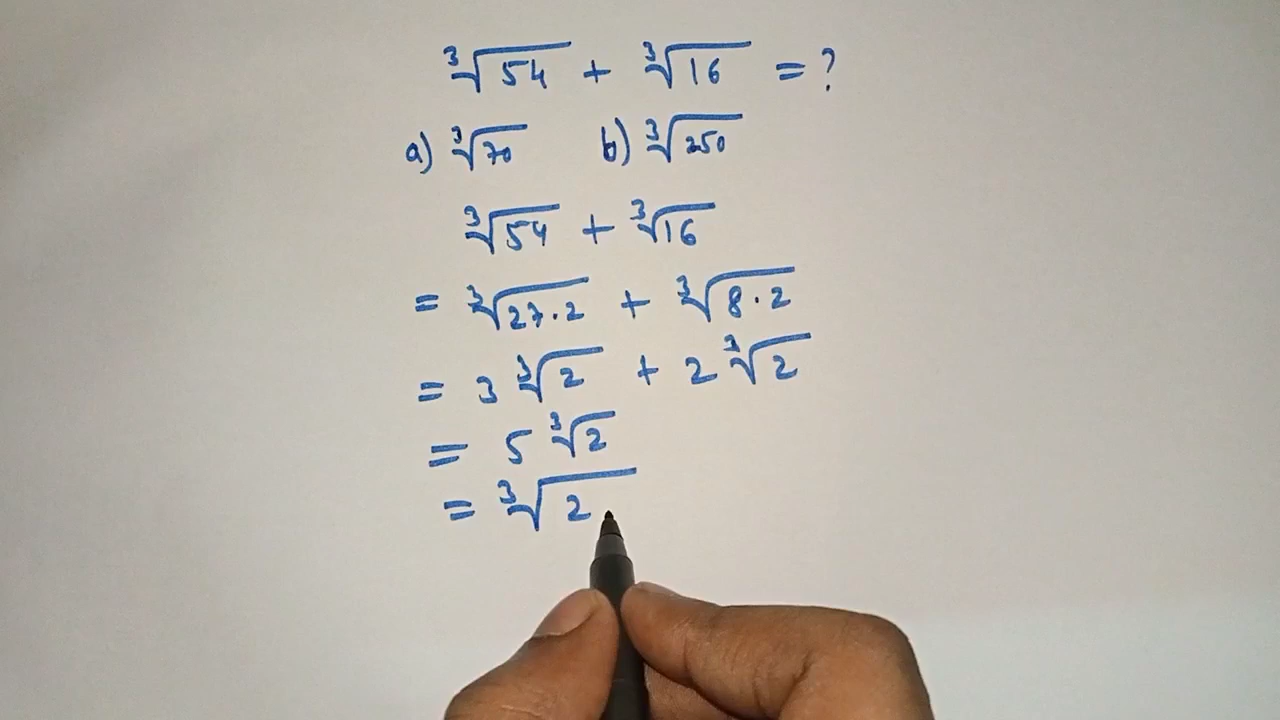 ∛54 + ∛16 = ?
a) ∛70 b) ∛250
∛54 + ∛16
= ∛27·2 + ∛8·2
= 3 ∛2 + 2 ∛2
= 5 ∛2
= ∛2